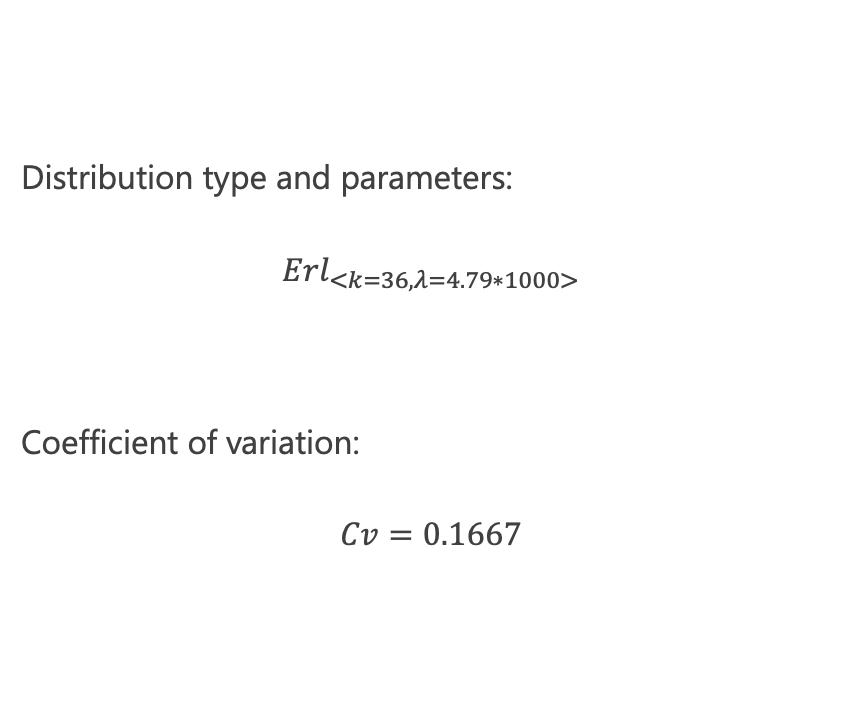 Distribution type and parameters:
Erl<k=36,λ=4.79*1000>
Coefficient of variation:
Cv = 0.1667